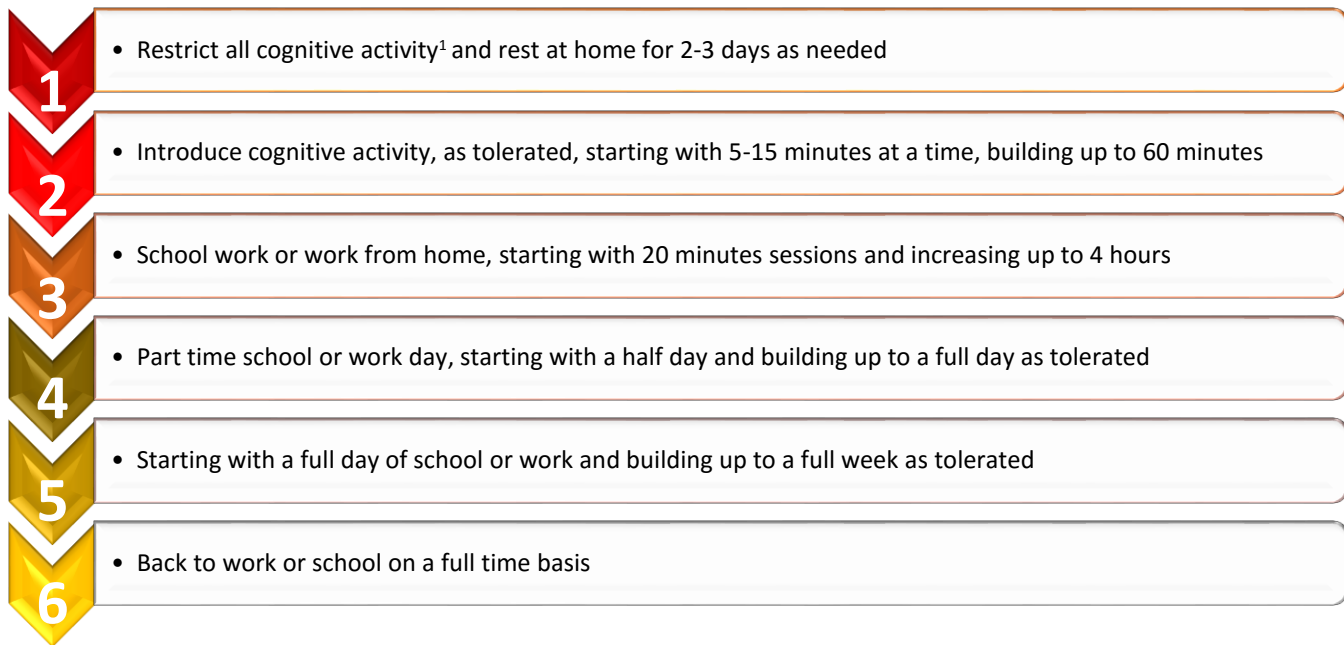 1
• Restrict all cognitive activity¹ and rest at home for 2-3 days as needed
2
• Introduce cognitive activity, as tolerated, starting with 5-15 minutes at a time, building up to 60 minutes
3
• School work or work from home, starting with 20 minutes sessions and increasing up to 4 hours
4
• Part time school or work day, starting with a half day and building up to a full day as tolerated
5
• Starting with a full day of school or work and building up to a full week as tolerated
6
• Back to work or school on a full time basis